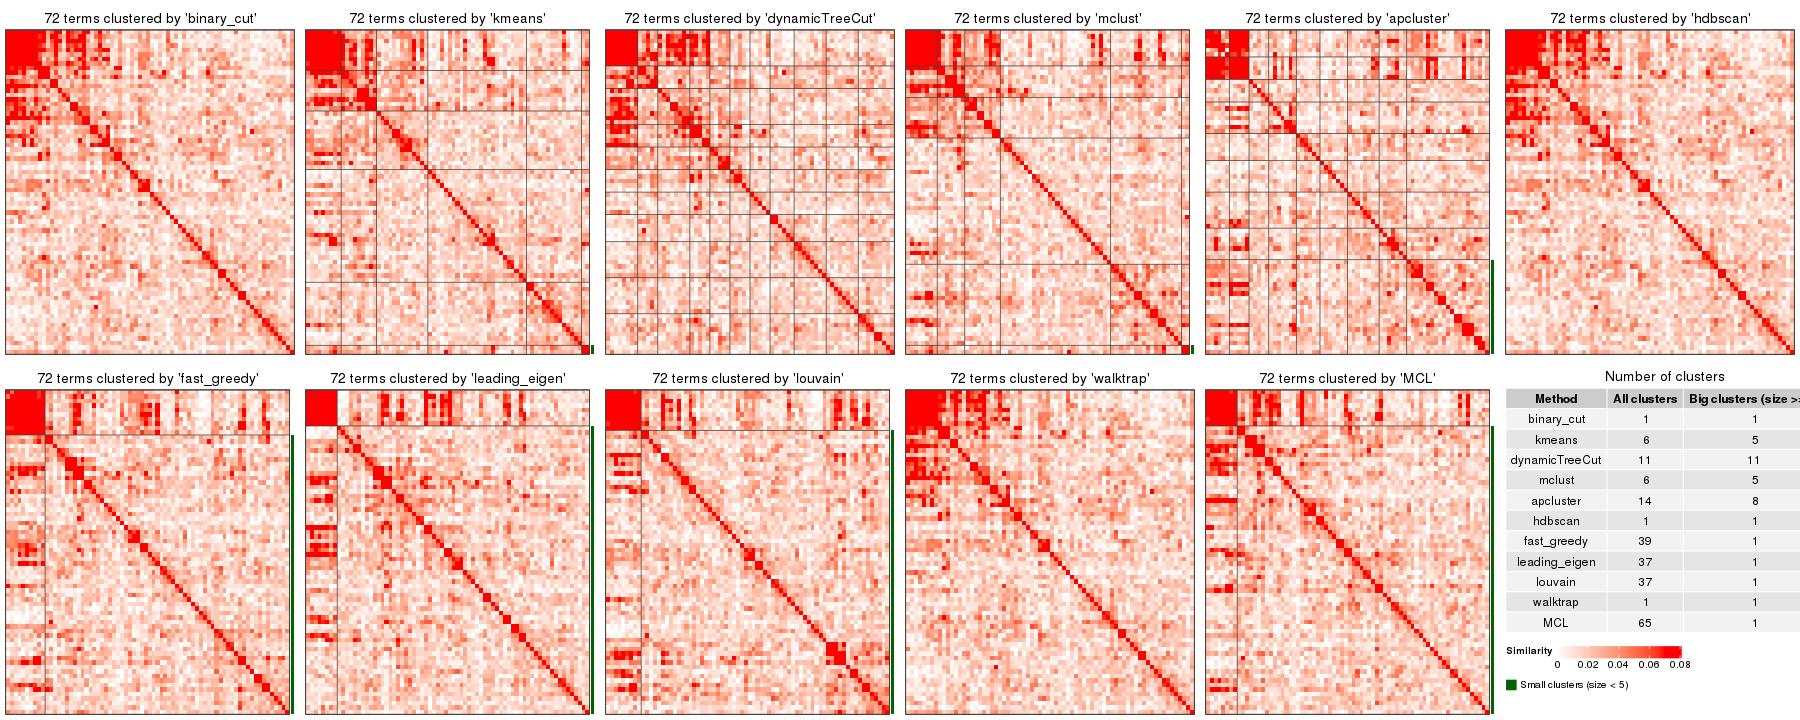 72 terms clustered by 'binary_cut'
72 terms clustered by 'kmeans'
72 terms clustered by 'dynamicTreeCut'
72 terms clustered by 'mclust'
72 terms clustered by 'apcluster'
72 terms clustered by 'hdbscan'
72 terms clustered by 'fast_greedy'
72 terms clustered by 'leading_eigen'
72 terms clustered by 'louvain'
72 terms clustered by 'walktrap'
72 terms clustered by 'MCL'
Number of clusters
Method All clusters Big clusters (size >
binary_cut 1 1
kmeans 6 5
dynamicTreeCut 11 11
mclust 6 5
apcluster 14 8
hdbscan 1 1
fast_greedy 39 1
leading_eigen 37 1
louvain 37 1
walktrap 1 1
MCL 65 1
Similarity
0 0.02 0.04 0.06 0.08
Small clusters (size < 5)